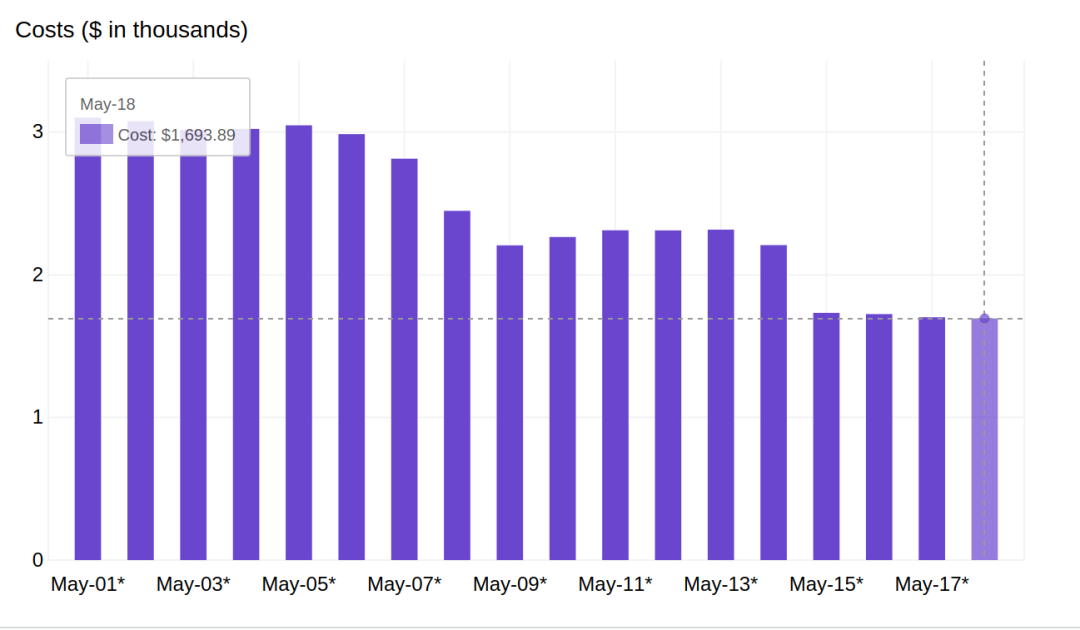 Costs ($ in thousands)
May-18
Cost: $1,693.89
3
2
1
0
May-01* May-03* May-05* May-07* May-09* May-11* May-13* May-15* May-17*